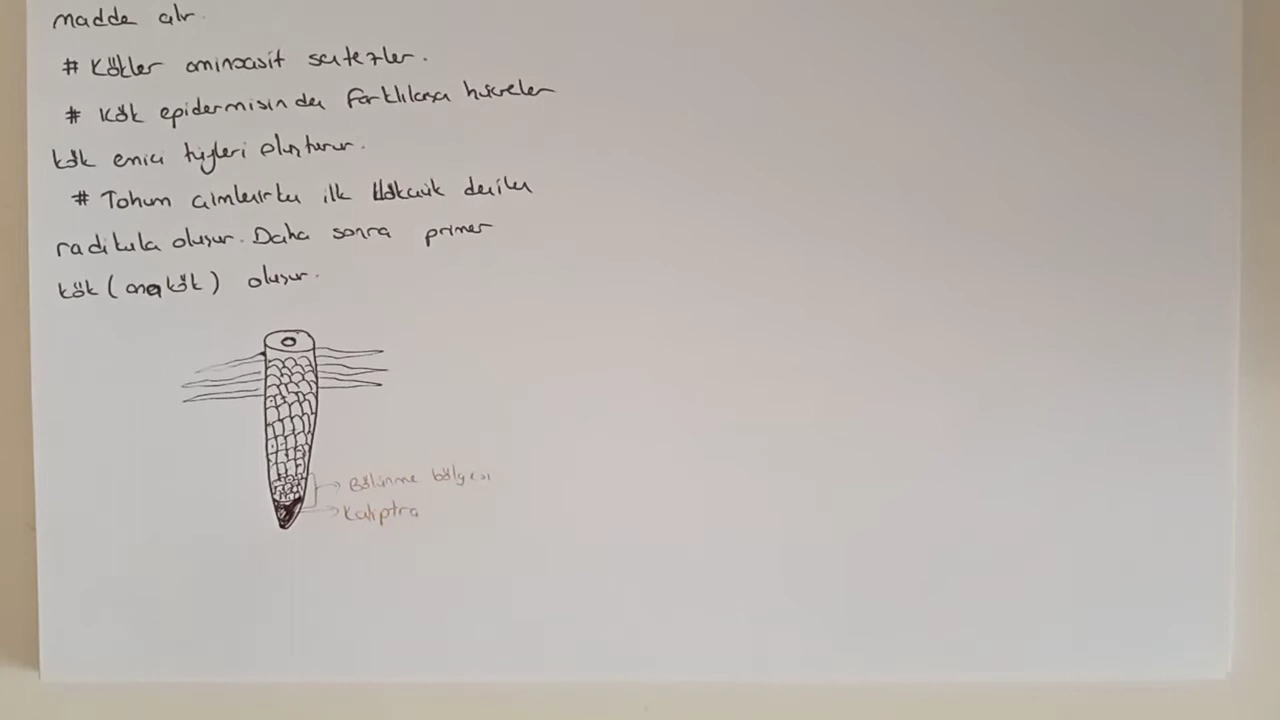 madde alır.
# Kökler aminoasit sentezler.
# Kök epidermisinden farklılaşan hücreler
kök emici tüyleri oluşturur.
# Tohum çimlenirken ilk kökçük denilen
radikula oluşur. Daha sonra primer
kök (ana kök) oluşur.
Bölünme bölgesi
Kaliptra